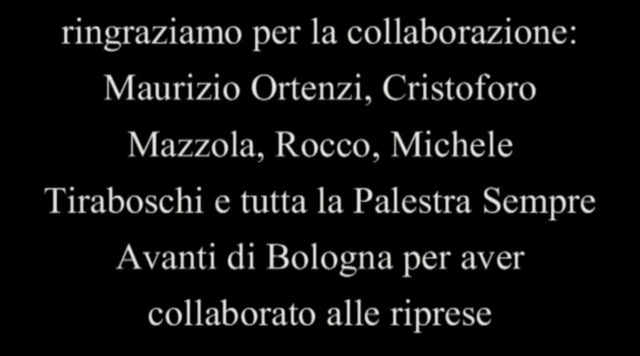 ringraziamo per la collaborazione:
Maurizio Ortenzi, Cristoforo
Mazzola, Rocco, Michele
Tiraboschi e tutta la Palestra Sempre
Avanti di Bologna per aver
collaborato alle riprese